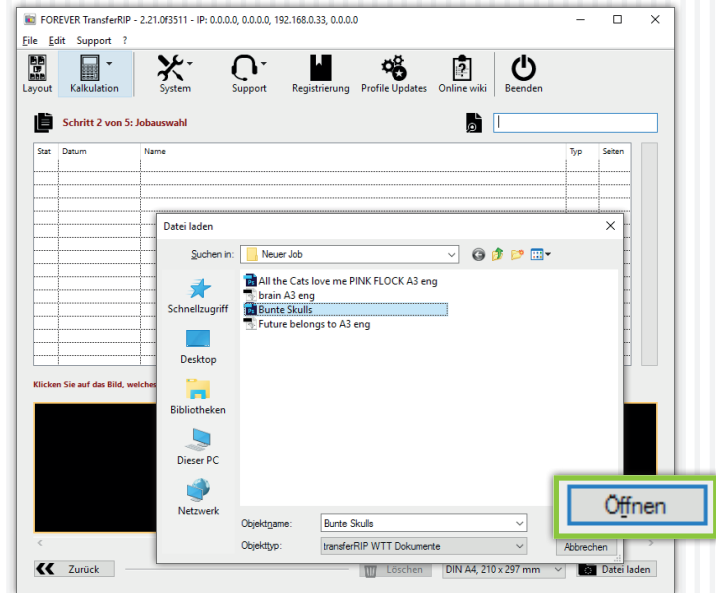 FOREVER TransferRIP - 2.21.0f3511 - IP: 0.0.0.0, 0.0.0.0, 192.168.0.33, 0.0.0.0
File Edit Support ?
Layout Kalkulation System Support Registrierung Profile Updates Online wiki Beenden
Schritt 2 von 5: Jobauswahl
Stat Datum Name Typ Seiten
Datei laden
Suchen in: Neuer Job
All the Cats love me PINK FLOCK A3 eng
brain A3 eng
Bunte Skulls
Future belongs to A3 eng
Schnellzugriff
Desktop
Bibliotheken
Dieser PC
Netzwerk
Klicken Sie auf das Bild, welches
Öffnen
Objektname: Bunte Skulls
Objekttyp: transferRIP WTT Dokumente
Abbrechen
Zurück Löschen DIN A4, 210 x 297 mm Datei laden